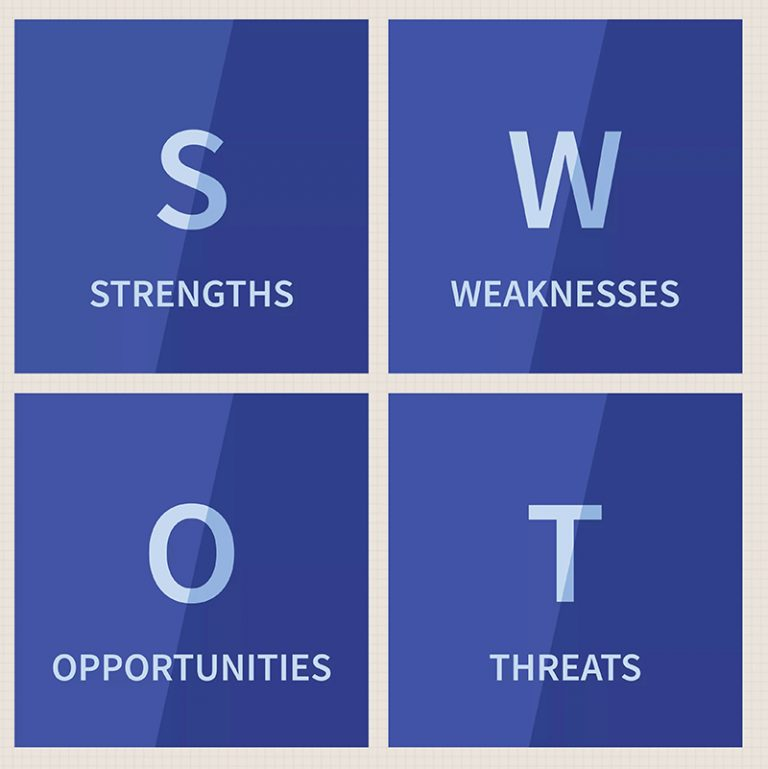 S
STRENGTHS
W
WEAKNESSES
O
OPPORTUNITIES
T
THREATS